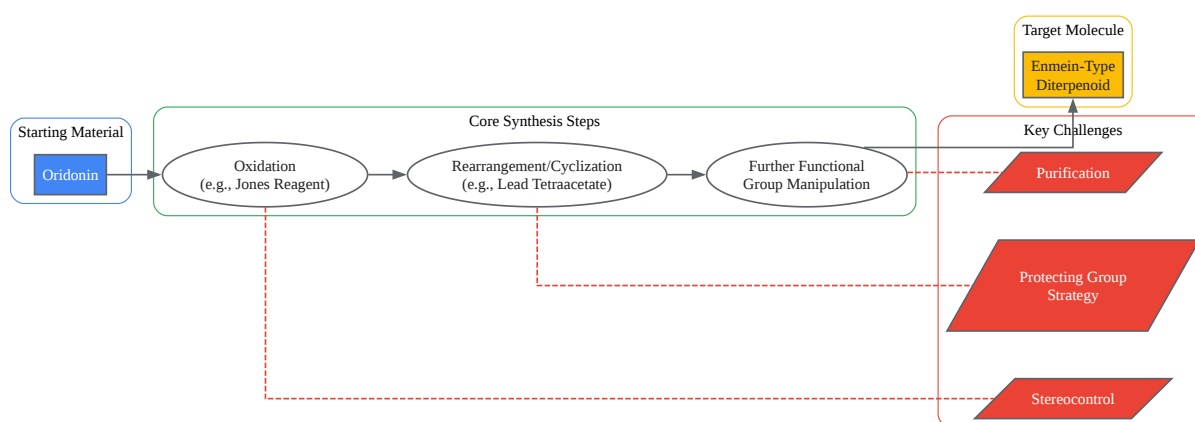 Target Molecule
Enmein-Type
Diterpenoid
Starting Material
Oridonin
Core Synthesis Steps
Oxidation
(e.g., Jones Reagent)
Rearrangement/Cyclization
(e.g., Lead Tetraacetate)
Further Functional
Group Manipulation
Key Challenges
Purification
Protecting Group
Strategy
Stereocontrol